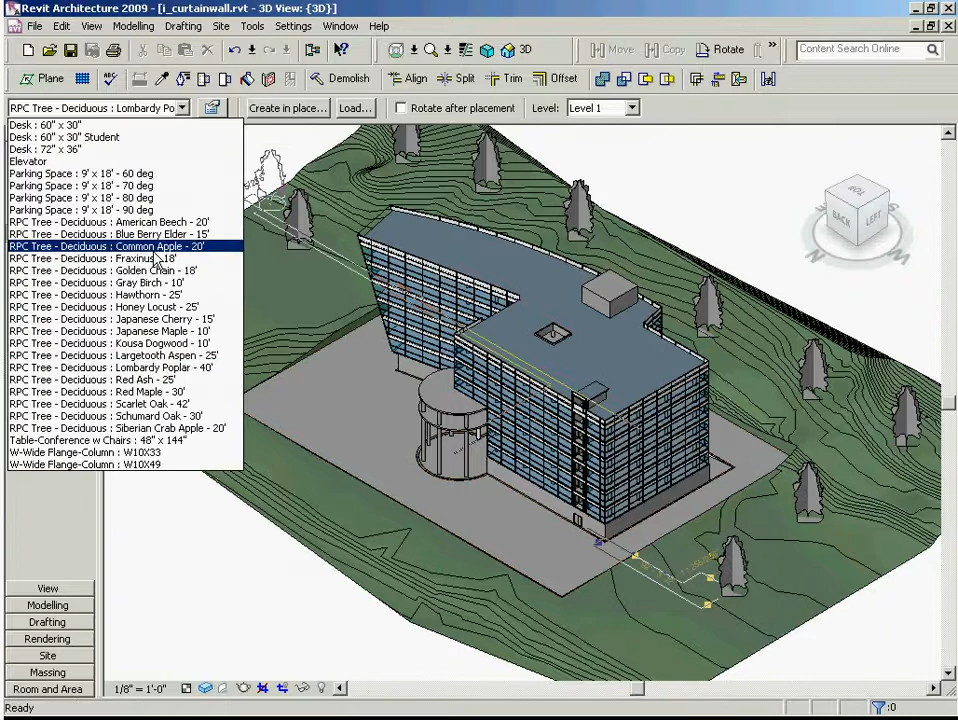 Revit Architecture 2009 - [i_curtainwall.rvt - 3D View: {3D}]
File Edit View Modelling Drafting Site Tools Settings Window Help
3D Move Copy Rotate » Content Search Online
Plane Demolish Align Split Trim Offset
RPC Tree - Deciduous : Lombardy Po Create in place... Load... Rotate after placement Level: Level 1
Desk : 60" x 30"
Desk : 60" x 30" Student
Desk : 72" x 36"
Elevator
Parking Space : 9' x 18' - 60 deg
Parking Space : 9' x 18' - 70 deg
Parking Space : 9' x 18' - 80 deg
Parking Space : 9' x 18' - 90 deg
RPC Tree - Deciduous : American Beech - 20'
RPC Tree - Deciduous : Blue Berry Elder - 15'
RPC Tree - Deciduous : Common Apple - 20'
RPC Tree - Deciduous : Fraxinus 18'
RPC Tree - Deciduous : Golden Chain - 18'
RPC Tree - Deciduous : Gray Birch - 10'
RPC Tree - Deciduous : Hawthorn - 25'
RPC Tree - Deciduous : Honey Locust - 25'
RPC Tree - Deciduous : Japanese Cherry - 15'
RPC Tree - Deciduous : Japanese Maple - 10'
RPC Tree - Deciduous : Kousa Dogwood - 10'
RPC Tree - Deciduous : Largetooth Aspen - 25'
RPC Tree - Deciduous : Lombardy Poplar - 40'
RPC Tree - Deciduous : Red Ash - 25'
RPC Tree - Deciduous : Red Maple - 30'
RPC Tree - Deciduous : Scarlet Oak - 42'
RPC Tree - Deciduous : Schumard Oak - 30'
RPC Tree - Deciduous : Siberian Crab Apple - 20'
Table-Conference w Chairs : 48" x 144"
W-Wide Flange-Column : W10X33
W-Wide Flange-Column : W10X49
TOP
BACK LEFT
View
Modelling
Drafting
Rendering
Site
Massing
Room and Area
1/8" = 1'-0"
Ready :0